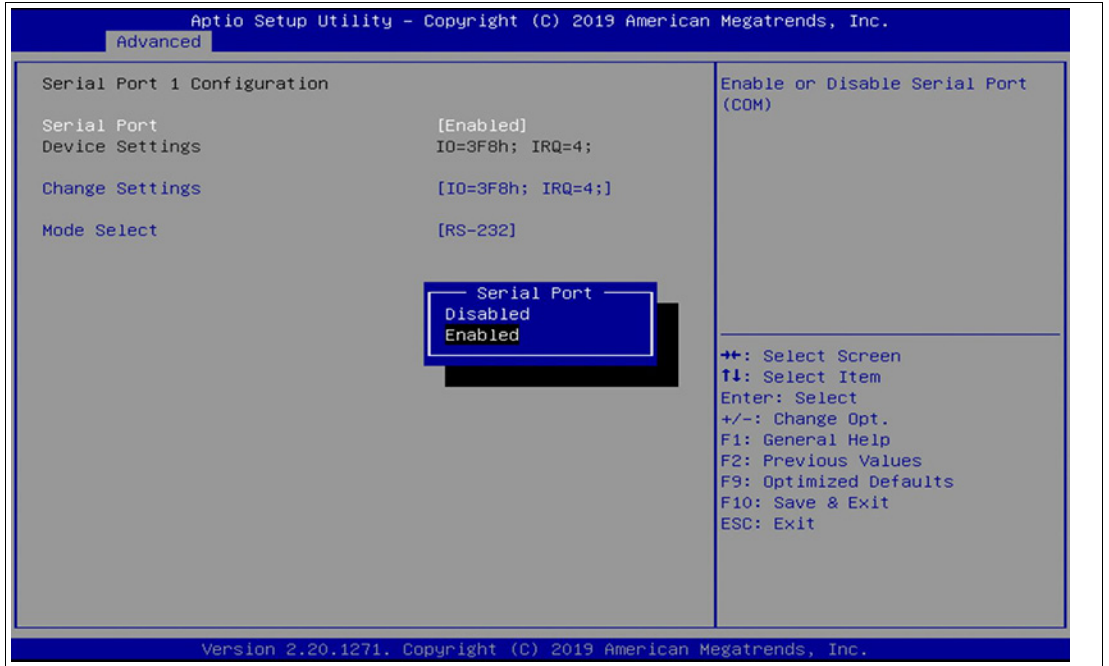 Aptio Setup Utility – Copyright (C) 2019 American Megatrends, Inc.
Advanced
Serial Port 1 Configuration
Serial Port [Enabled]
Device Settings IO=3F8h; IRQ=4;
Change Settings [IO=3F8h; IRQ=4;]
Mode Select [RS-232]
Serial Port
Disabled
Enabled
Enable or Disable Serial Port
(COM)
→←: Select Screen
↑↓: Select Item
Enter: Select
+/-: Change Opt.
F1: General Help
F2: Previous Values
F9: Optimized Defaults
F10: Save & Exit
ESC: Exit
Version 2.20.1271. Copyright (C) 2019 American Megatrends, Inc.